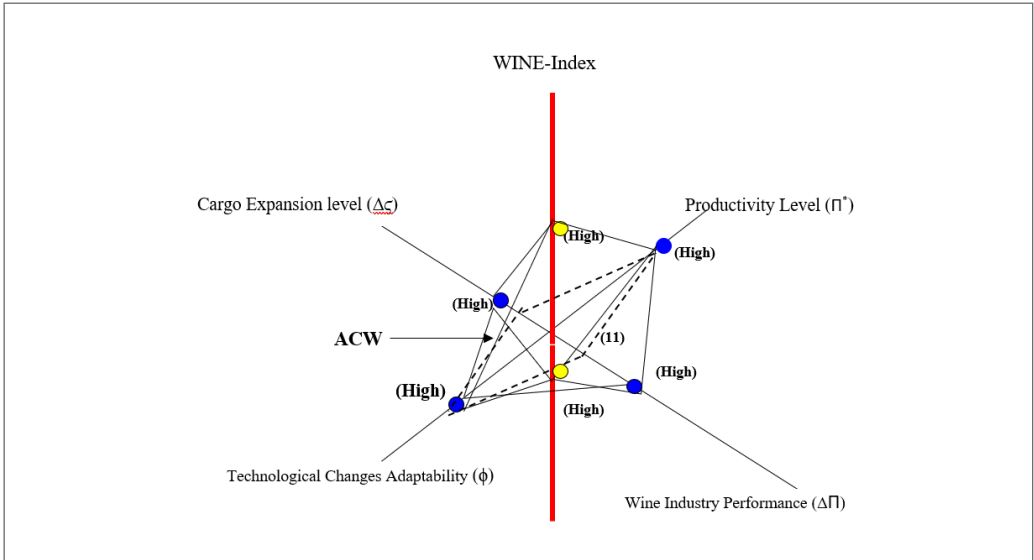 WINE-Index
Cargo Expansion level (Δς)
Productivity Level (Π*)
(High)
(High)
(High)
ACW
(11)
(High)
(High)
(High)
Technological Changes Adaptability (ϕ)
Wine Industry Performance (ΔΠ)